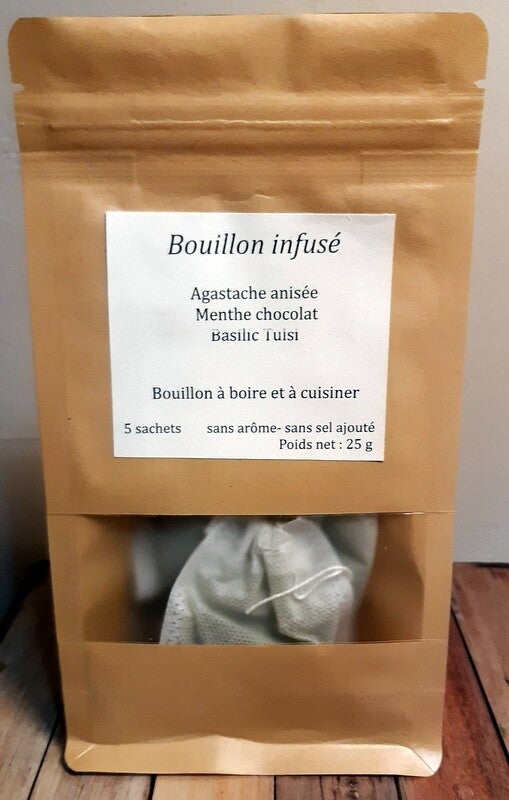 Bouillon infusé
Agastache anisée
Menthe chocolat
Basilic Tulsi
Bouillon à boire et à cuisiner
5 sachets sans arôme- sans sel ajouté
Poids net : 25 g